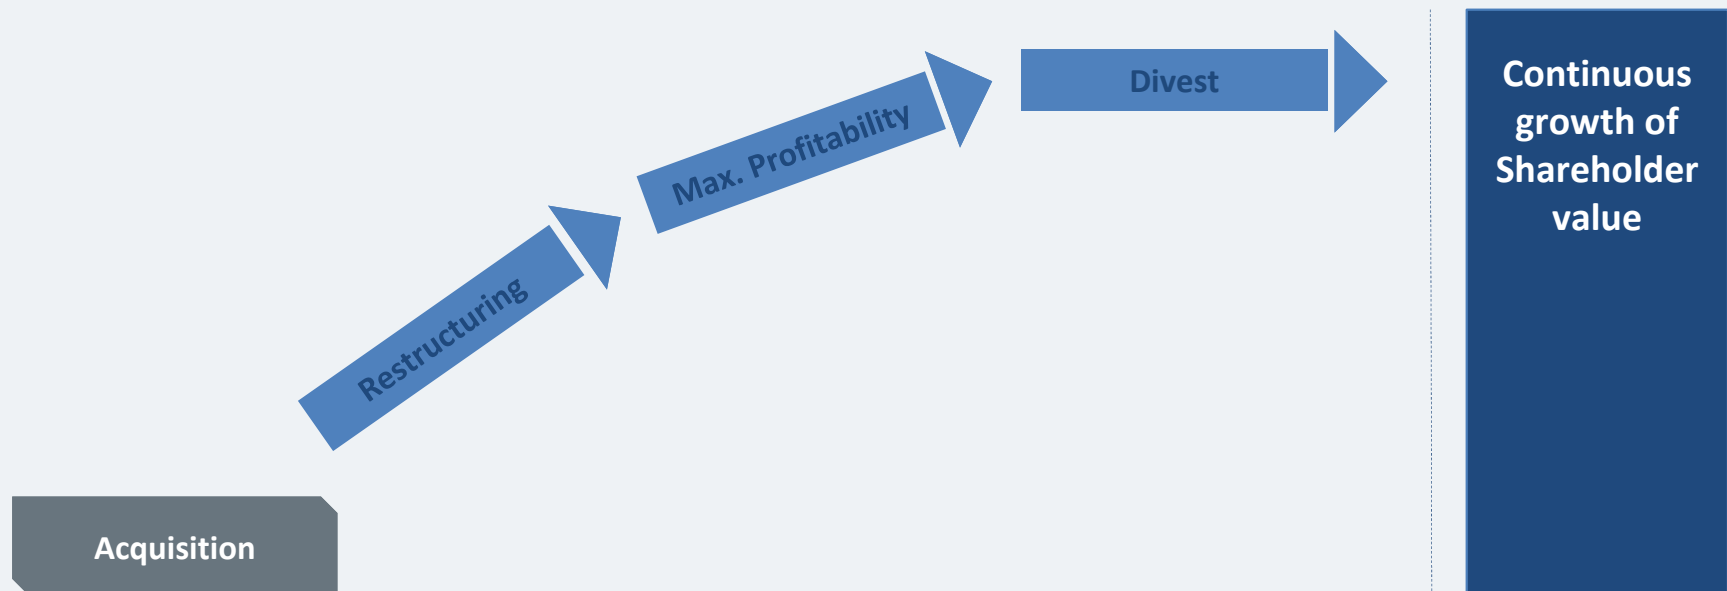 Divest
Max. Profitability
Restructuring
Acquisition
Continuous
growth of
Shareholder
value